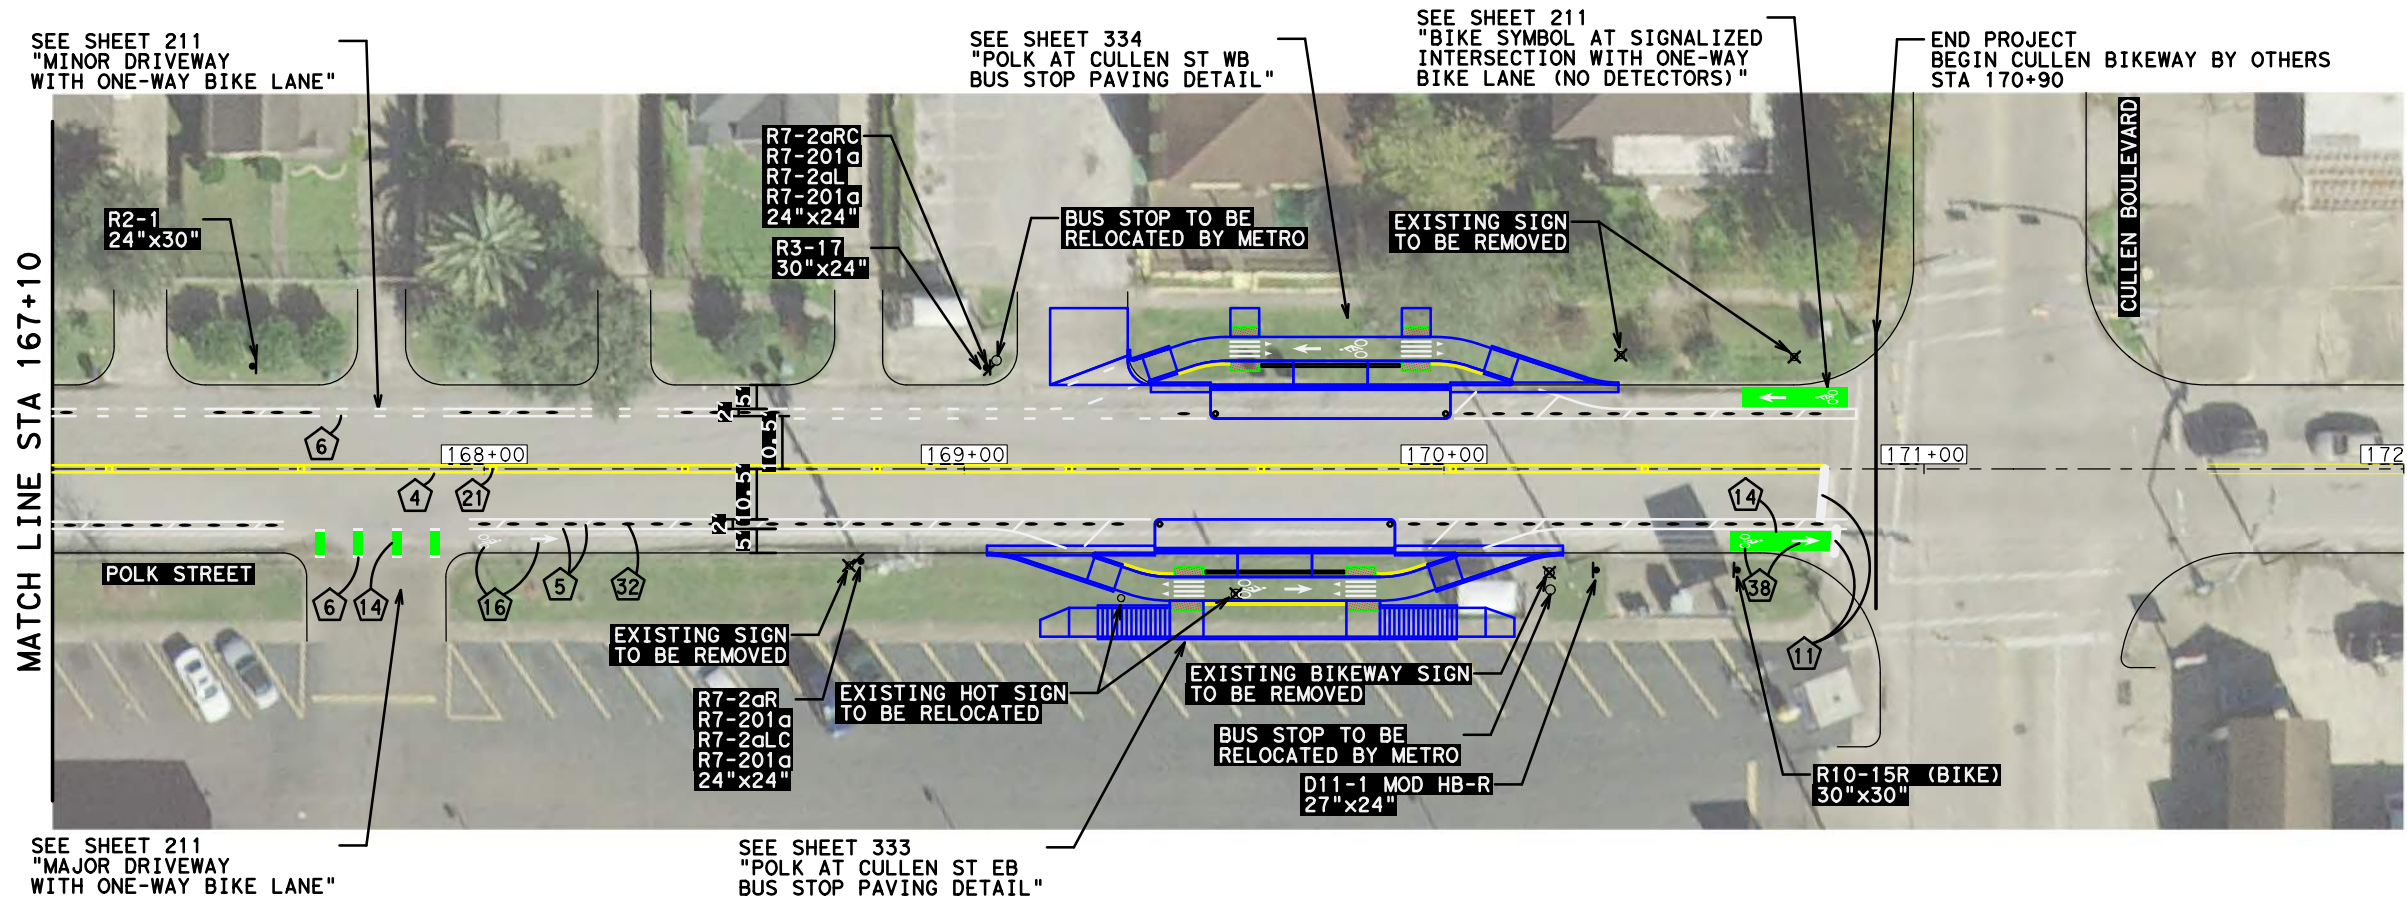 SEE SHEET 211
"MINOR DRIVEWAY
WITH ONE-WAY BIKE LANE"
SEE SHEET 334
"POLK AT CULLEN ST WB
BUS STOP PAVING DETAIL"
SEE SHEET 211
"BIKE SYMBOL AT SIGNALIZED
INTERSECTION WITH ONE-WAY
BIKE LANE (NO DETECTORS)"
END PROJECT
BEGIN CULLEN BIKEWAY BY OTHERS
STA 170+90
CULLEN BOULEVARD
R7-2aRC
R7-201a
R7-2aL
R7-201a
24"x24"
R2-1
24"x30"
R3-17
30"x24"
BUS STOP TO BE
RELOCATED BY METRO
EXISTING SIGN
TO BE REMOVED
MATCH LINE STA 167+10
5'
2'
10.5'
10.5'
2'
5'
6
168+00
169+00
170+00
171+00
172
4
21
14
POLK STREET
6
14
16
5
32
38
11
EXISTING SIGN
TO BE REMOVED
EXISTING HOT SIGN
TO BE RELOCATED
EXISTING BIKEWAY SIGN
TO BE REMOVED
R7-2aR
R7-201a
R7-2aLC
R7-201a
24"x24"
BUS STOP TO BE
RELOCATED BY METRO
D11-1 MOD HB-R
27"x24"
R10-15R (BIKE)
30"x30"
SEE SHEET 211
"MAJOR DRIVEWAY
WITH ONE-WAY BIKE LANE"
SEE SHEET 333
"POLK AT CULLEN ST EB
BUS STOP PAVING DETAIL"